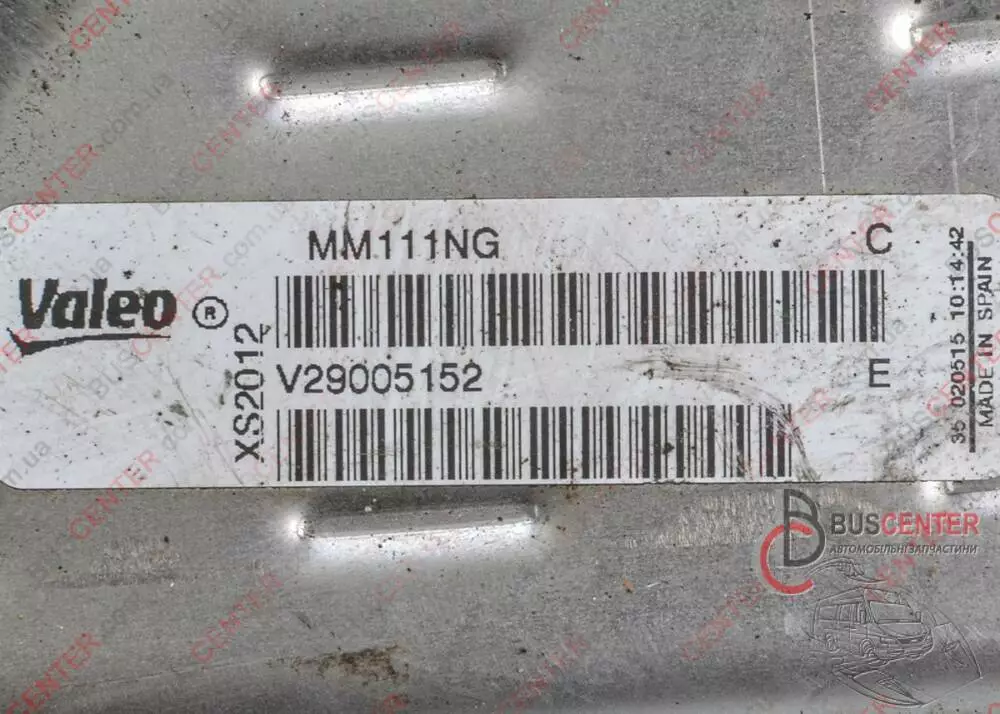 MM111NG
C
Valeo ®
XS2012
V29005152
E
35 020515 10:14:42
MADE IN SPAIN
BUSCENTER
АВТОМОБІЛЬНІ ЗАПЧАСТИНИ